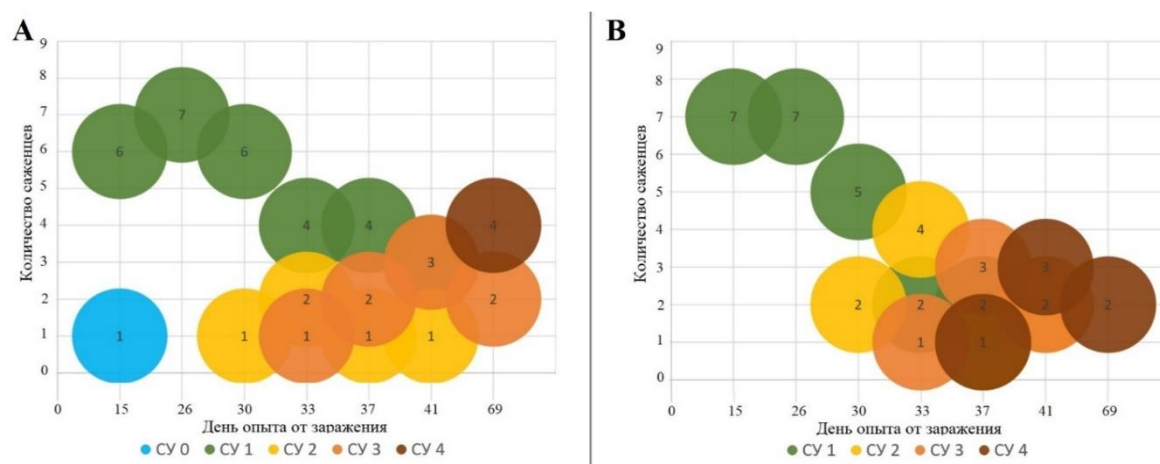 A
Количество саженцев
9
8
7
6
5
4
3
2
1
0
6 7 6
4 4 4
3
2 2 2
1 1 1 1 1
0 15 26 30 33 37 41 69
День опыта от заражения
СУ 0 СУ 1 СУ 2 СУ 3 СУ 4
B
Количество саженцев
9
8
7
6
5
4
3
2
1
0
7 7
5
4
3 3
2 2 2 2 2
1 1
0 15 26 30 33 37 41 69
День опыта от заражения
СУ 1 СУ 2 СУ 3 СУ 4